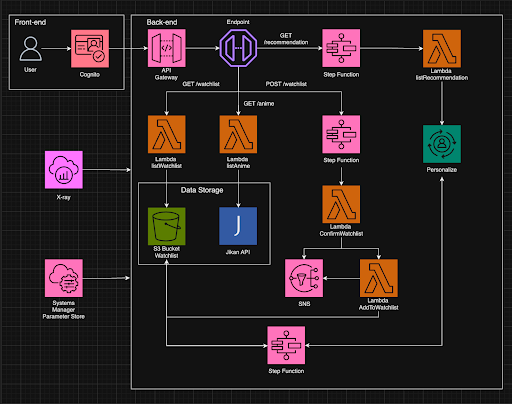 Front-end
Back-end
Endpoint
User
Cognito
API
Gateway
GET
/recommendation
Step Function
Lambda
listRecommendation
GET /watchlist
POST /watchlist
GET /anime
Lambda
listWatchlist
Lambda
listAnime
Step Function
Personalize
X-ray
Data Storage
Lambda
ConfirmWatchlist
J
S3 Bucket
Watchlist
Jikan API
Systems
Manager
Parameter Store
SNS
Lambda
AddToWatchlist
Step Function